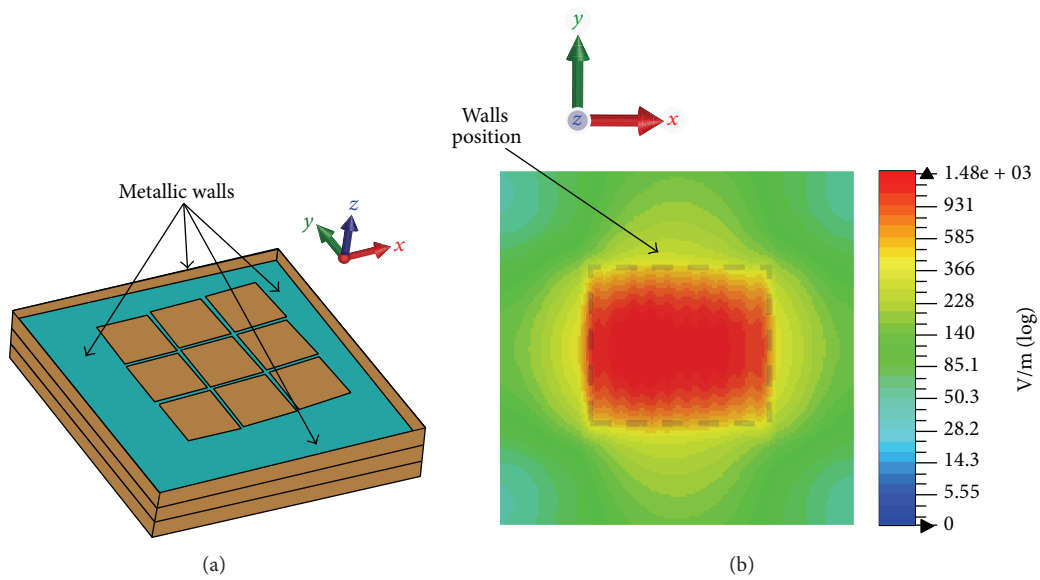 y
z
x
Walls
position
Metallic walls
z
y
x
1.48e + 03
931
585
366
228
140
85.1
50.3
28.2
14.3
5.55
0
V/m (log)
(a)
(b)